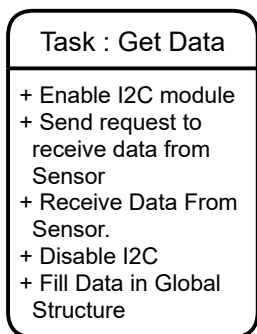 Task : Get Data
+ Enable I2C module
+ Send request to
receive data from
Sensor
+ Receive Data From
Sensor.
+ Disable I2C
+ Fill Data in Global
Structure